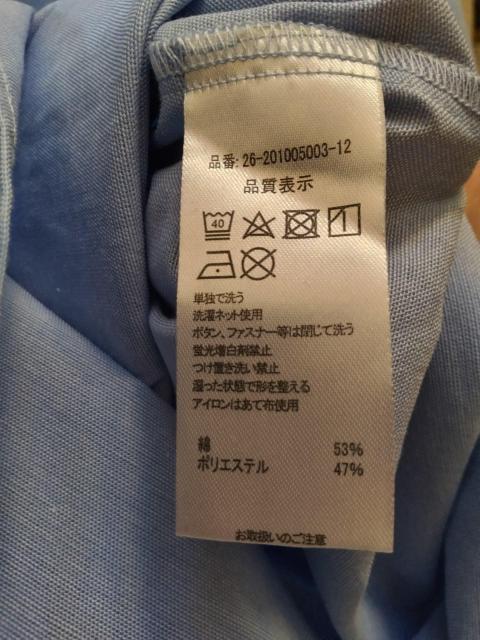 品番: 26-201005003-12
品質表示
40
1
単独で洗う
洗濯ネット使用
ボタン、ファスナー等は閉じて洗う
蛍光増白剤禁止
つけ置き洗い禁止
湿った状態で形を整える
アイロンはあて布使用
綿 53%
ポリエステル 47%
お取扱いのご注意